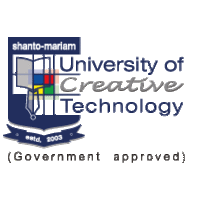 shanto-mariam
University of
Creative
Technology
estd. 2003
(Government approved)